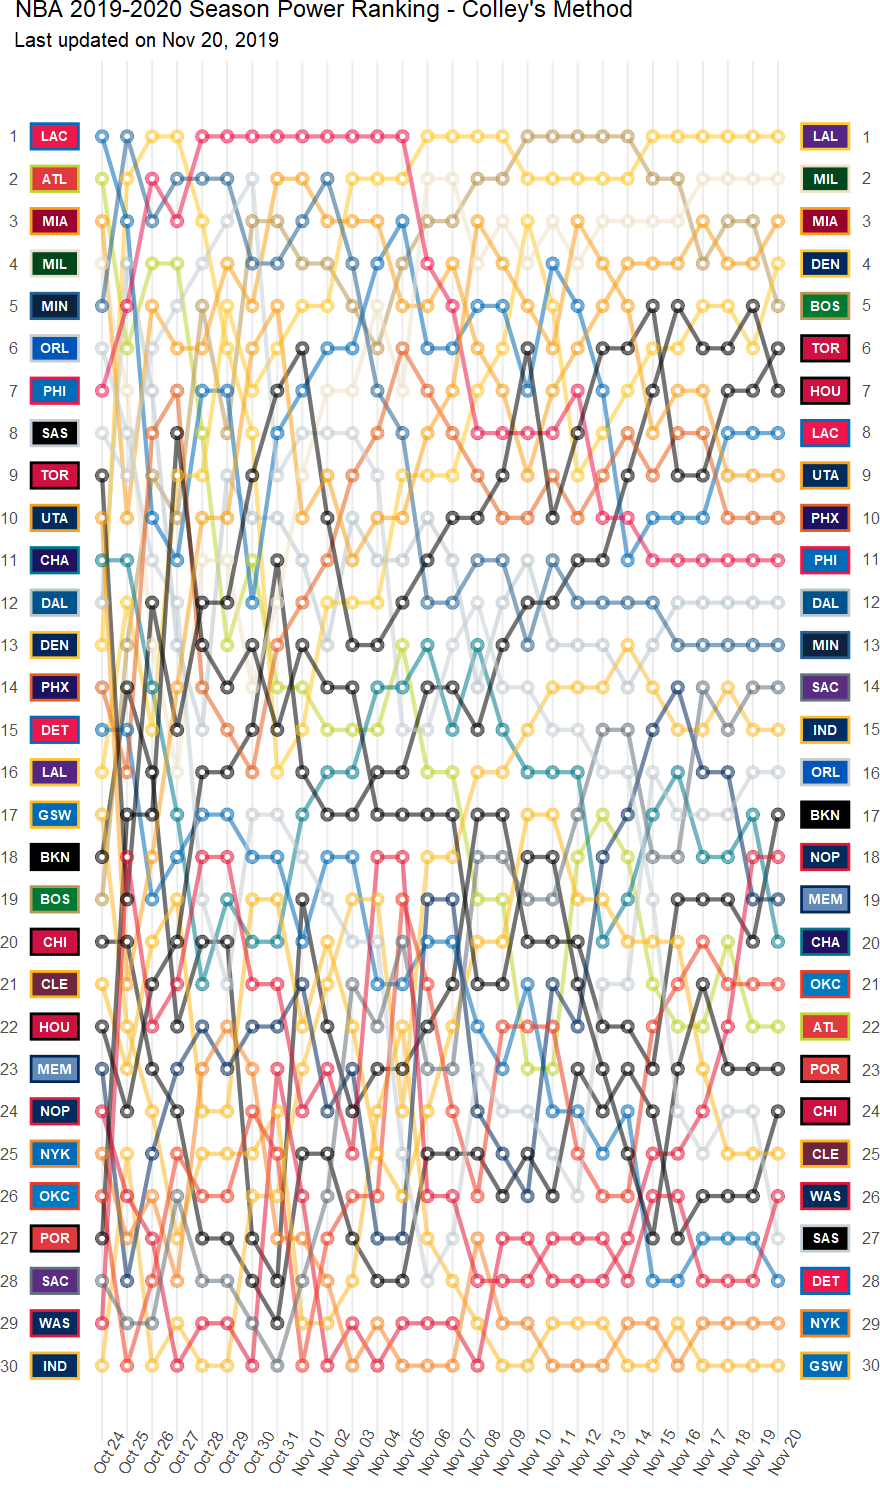 NBA 2019-2020 Season Power Ranking - Colley's Method
Last updated on Nov 20, 2019
1 LAC LAL 1
2 ATL MIL 2
3 MIA MIA 3
4 MIL DEN 4
5 MIN BOS 5
6 ORL TOR 6
7 PHI HOU 7
8 SAS LAC 8
9 TOR UTA 9
10 UTA PHX 10
11 CHA PHI 11
12 DAL DAL 12
13 DEN MIN 13
14 PHX SAC 14
15 DET IND 15
16 LAL ORL 16
17 GSW BKN 17
18 BKN NOP 18
19 BOS MEM 19
20 CHI CHA 20
21 CLE OKC 21
22 HOU ATL 22
23 MEM POR 23
24 NOP CHI 24
25 NYK CLE 25
26 OKC WAS 26
27 POR SAS 27
28 SAC DET 28
29 WAS NYK 29
30 IND GSW 30
Oct 24 Oct 25 Oct 26 Oct 27 Oct 28 Oct 29 Oct 30 Oct 31 Nov 01 Nov 02 Nov 03 Nov 04 Nov 05 Nov 06 Nov 07 Nov 08 Nov 09 Nov 10 Nov 11 Nov 12 Nov 13 Nov 14 Nov 15 Nov 16 Nov 17 Nov 18 Nov 19 Nov 20